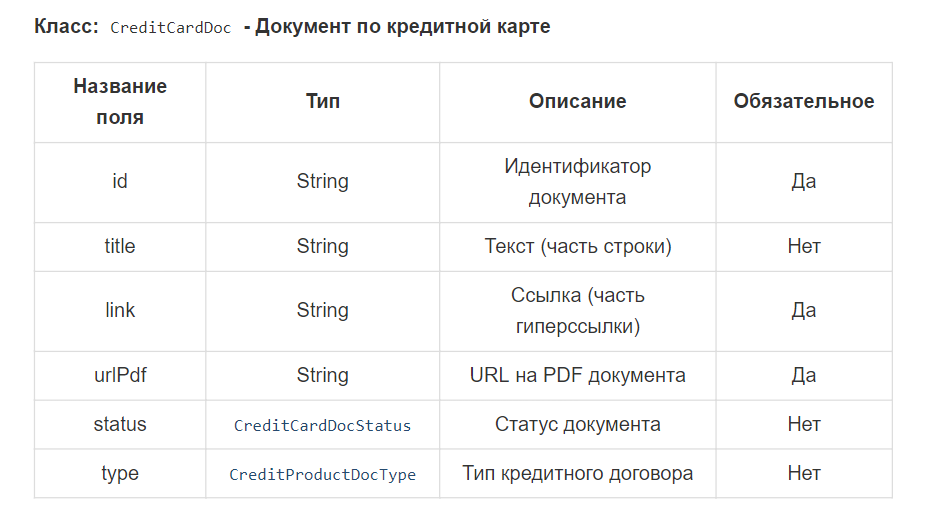 Класс: CreditCardDoc - Документ по кредитной карте
Название поля Тип Описание Обязательное
id String Идентификатор документа Да
title String Текст (часть строки) Нет
link String Ссылка (часть гиперссылки) Да
urlPdf String URL на PDF документа Да
status CreditCardDocStatus Статус документа Нет
type CreditProductDocType Тип кредитного договора Нет